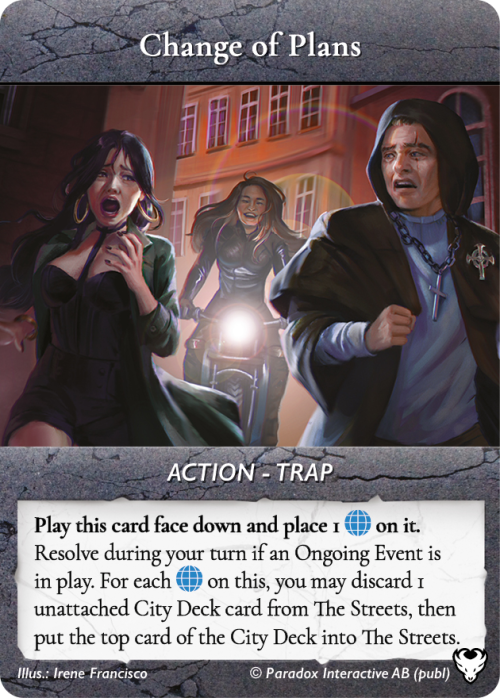 Change of Plans
ACTION - TRAP
Play this card face down and place 1 on it.
Resolve during your turn if an Ongoing Event is
in play. For each on this, you may discard 1
unattached City Deck card from The Streets, then
put the top card of the City Deck into The Streets.
Illus.: Irene Francisco © Paradox Interactive AB (publ)